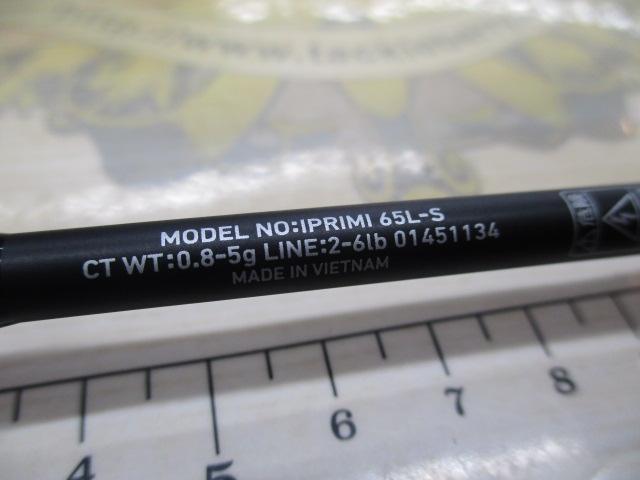 MODEL NO:IPRIMI 65L-S
CT WT:0.8-5g LINE:2-6lb 01451134
MADE IN VIETNAM
4 5 6 7 8